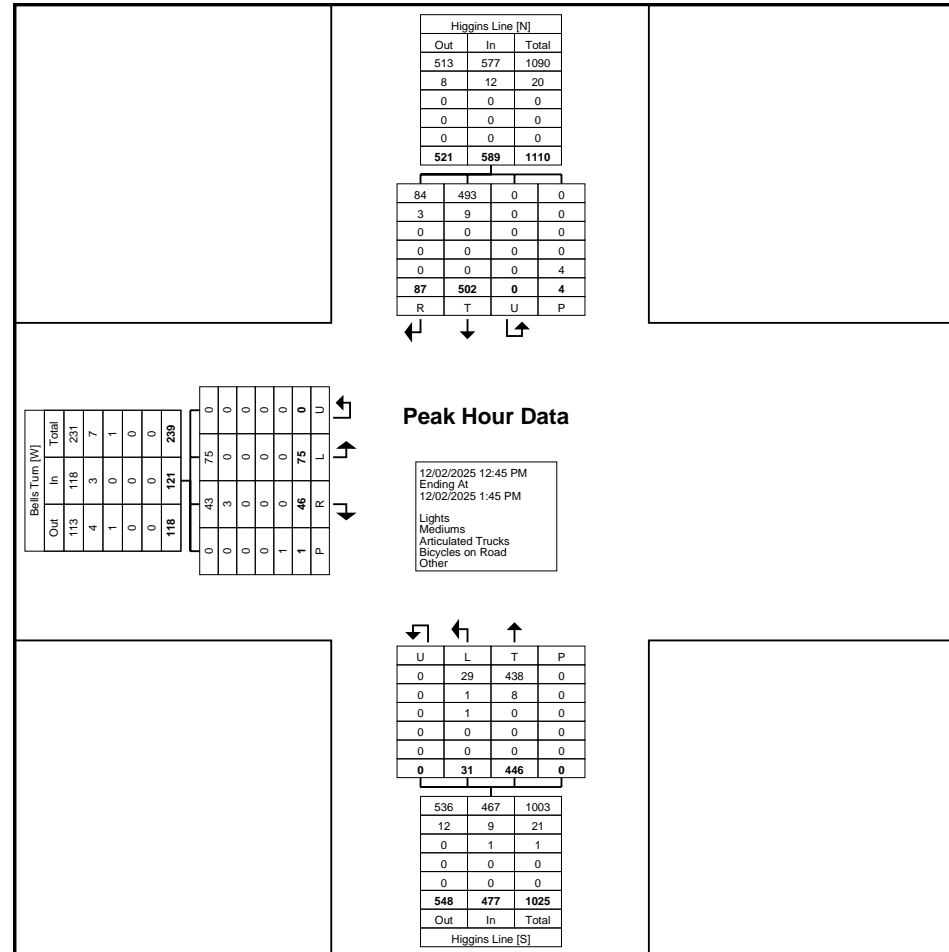 Higgins Line [N]
Out In Total
513 577 1090
8 12 20
0 0 0
0 0 0
0 0 0
521 589 1110
84 493 0 0
3 9 0 0
0 0 0 0
0 0 0 0
0 0 0 4
87 502 0 4
R T U P
Bells Turn [W]
Out In Total
113 118 231
4 3 7
1 0 1
0 0 0
0 0 0
118 121 239
0 43 75 0
0 3 0 0
0 0 0 0
0 0 0 0
1 0 0 0
1 46 75 0
P R L U
Peak Hour Data
12/02/2025 12:45 PM
Ending At
12/02/2025 1:45 PM
Lights
Mediums
Articulated Trucks
Bicycles on Road
Other
U L T P
0 29 438 0
0 1 8 0
0 1 0 0
0 0 0 0
0 0 0 0
0 31 446 0
536 467 1003
12 9 21
0 1 1
0 0 0
0 0 0
548 477 1025
Out In Total
Higgins Line [S]